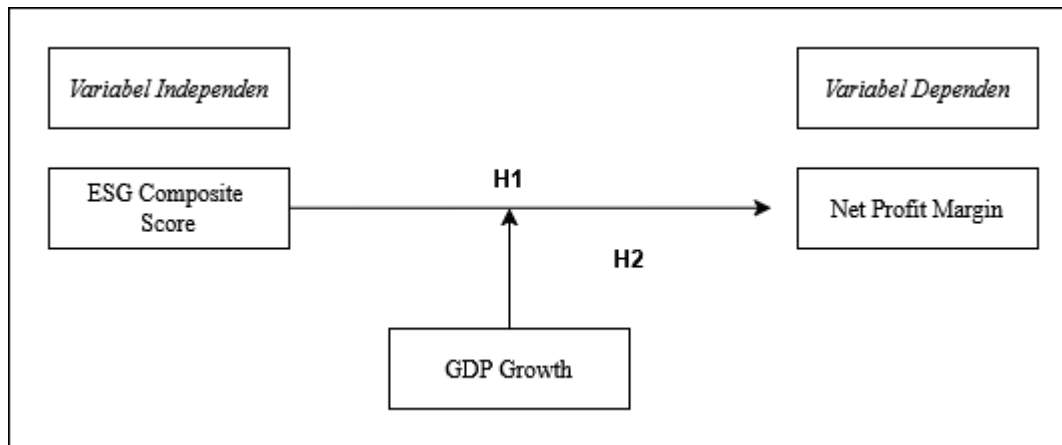 Variabel Independen
Variabel Dependen
ESG Composite
Score
H1
Net Profit Margin
H2
GDP Growth